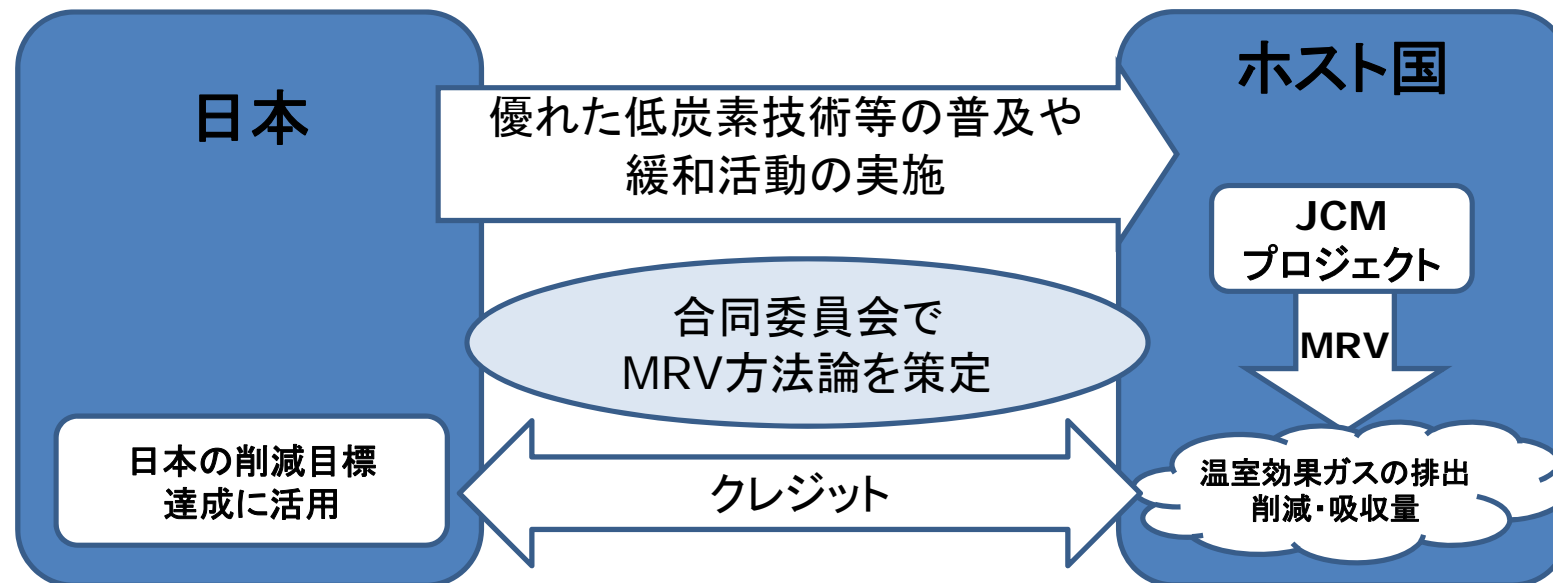 日本
ホスト国
優れた低炭素技術等の普及や
緩和活動の実施
JCM
プロジェクト
合同委員会で
MRV方法論を策定
MRV
日本の削減目標
達成に活用
クレジット
温室効果ガスの排出
削減・吸収量